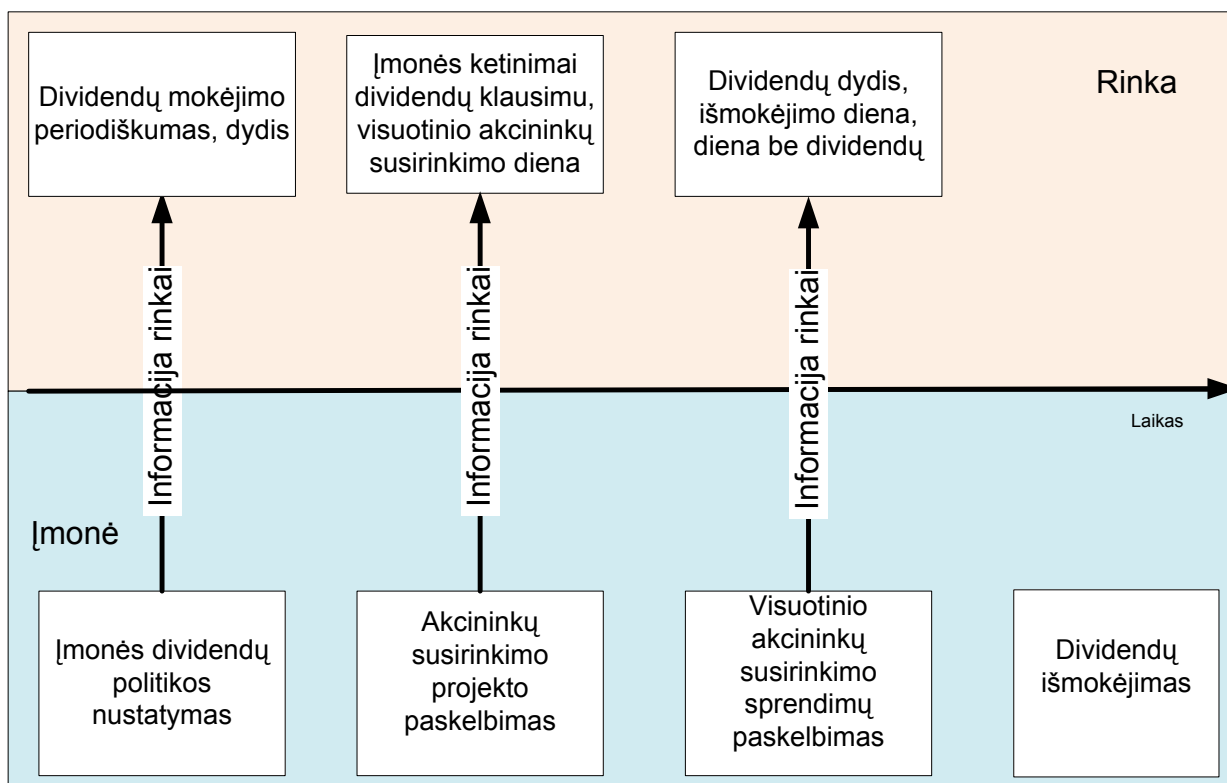 Dividendų mokėjimo
periodiškumas, dydis
Įmonės ketinimai
dividendų klausimu,
visuotinio akcininkų
susirinkimo diena
Dividendų dydis,
išmokėjimo diena,
diena be dividendų
Rinka
Informacija rinkai
Informacija rinkai
Informacija rinkai
Laikas
Įmonė
Įmonės dividendų
politikos
nustatymas
Akcininkų
susirinkimo
projekto
paskelbimas
Visuotinio
akcininkų
susirinkimo
sprendimų
paskelbimas
Dividendų
išmokėjimas